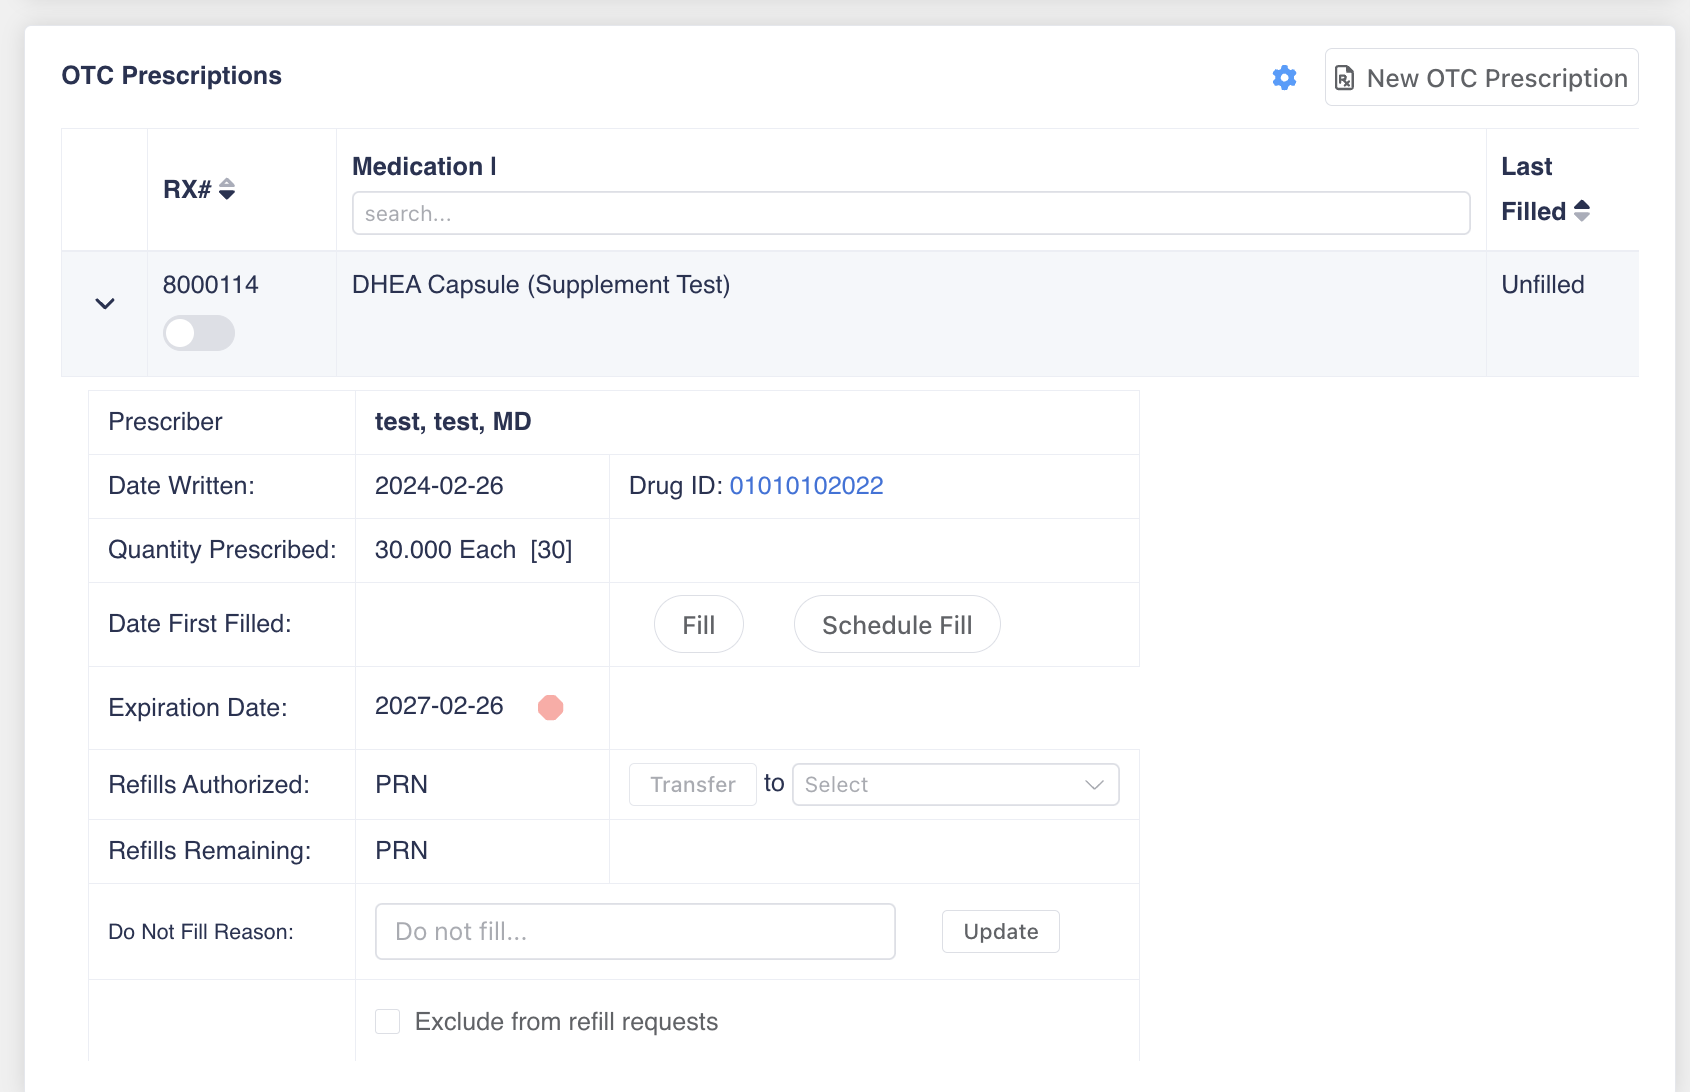 OTC Prescriptions
New OTC Prescription
RX#
Medication |
search...
Last
Filled
8000114
DHEA Capsule (Supplement Test)
Unfilled
Prescriber
test, test, MD
Date Written:
2024-02-26
Drug ID: 01010102022
Quantity Prescribed:
30.000 Each [30]
Date First Filled:
Fill
Schedule Fill
Expiration Date:
2027-02-26
Refills Authorized:
PRN
Transfer to Select
Refills Remaining:
PRN
Do Not Fill Reason:
Do not fill...
Update
Exclude from refill requests